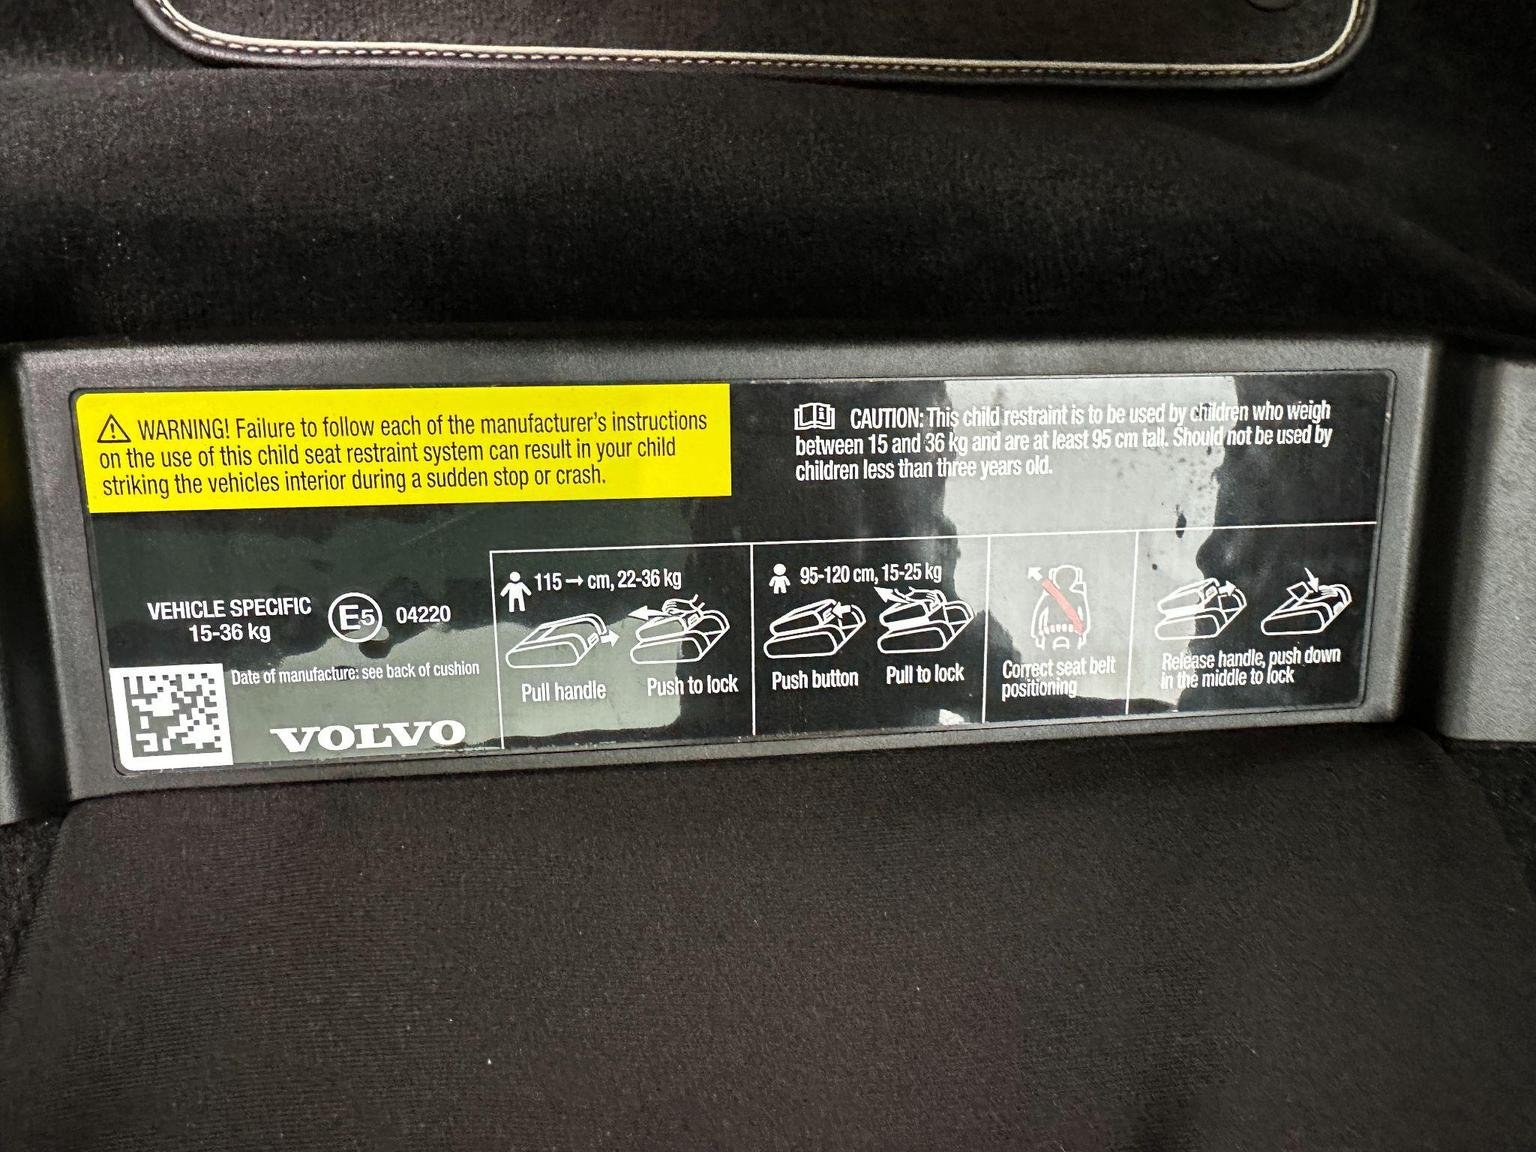 WARNING! Failure to follow each of the manufacturer's instructions
on the use of this child seat restraint system can result in your child
striking the vehicles interior during a sudden stop or crash.
CAUTION: This child restraint is to be used by children who weigh
between 15 and 36 kg and are at least 95 cm tall. Should not be used by
children less than three years old.
VEHICLE SPECIFIC
15-36 kg
E5 04220
Date of manufacture: see back of cushion
VOLVO
115 → cm, 22-36 kg
Pull handle
Push to lock
95-120 cm, 15-25 kg
Push button
Pull to lock
Correct seat belt
positioning
Release handle, push down
in the middle to lock